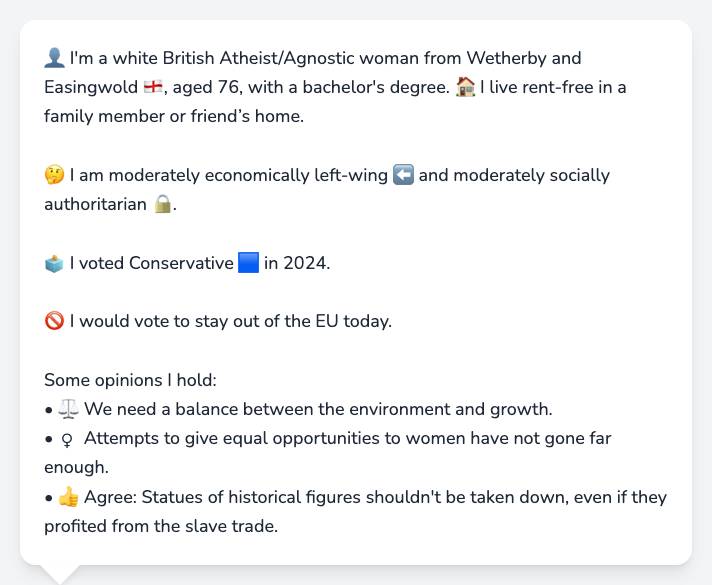 👤 I'm a white British Atheist/Agnostic woman from Wetherby and
Easingwold 🏴󠁧󠁢󠁥󠁮󠁧󠁿, aged 76, with a bachelor's degree. 🏠 I live rent-free in a
family member or friend’s home.
🤔 I am moderately economically left-wing ⬅️ and moderately socially
authoritarian 🔒.
🗳️ I voted Conservative 🟦 in 2024.
🚫 I would vote to stay out of the EU today.
Some opinions I hold:
• ⚖️ We need a balance between the environment and growth.
• ♀ Attempts to give equal opportunities to women have not gone far
enough.
• 👍 Agree: Statues of historical figures shouldn't be taken down, even if they
profited from the slave trade.